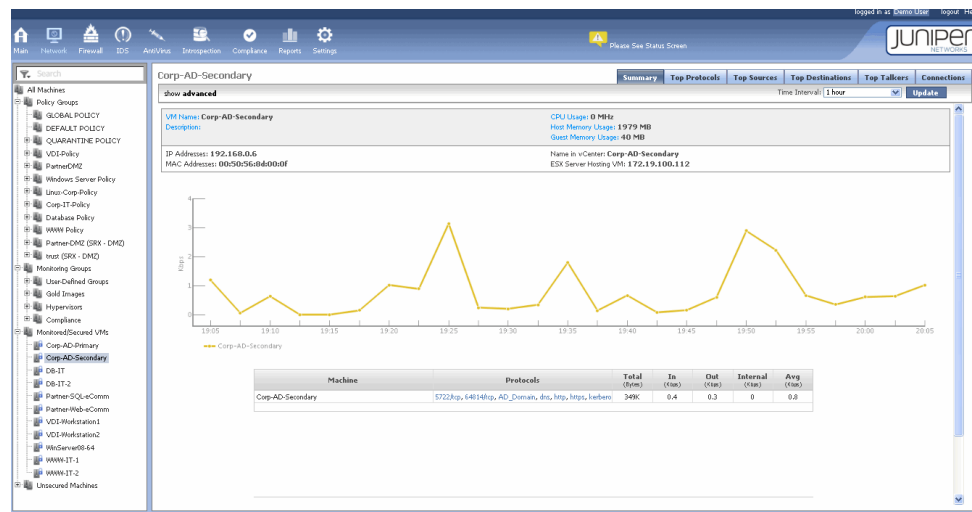 logged in as Demo User logout He
Main Network Firewall IDS AntiVirus Introspection Compliance Reports Settings
Please See Status Screen
JUNIPER
NETWORKS
Search
All Machines
Policy Groups
GLOBAL POLICY
DEFAULT POLICY
QUARANTINE POLICY
VDI-Policy
PartnerDMZ
Windows Server Policy
Linux-Corp-Policy
Corp-IT-Policy
Database Policy
WWW Policy
Partner-DMZ (SRX - DMZ)
trust (SRX - DMZ)
Monitoring Groups
User-Defined Groups
Gold Images
Hypervisors
Compliance
Monitored/Secured VMs
Corp-AD-Primary
Corp-AD-Secondary
DB-IT
DB-IT-2
Partner-SQL-eComm
Partner-Web-eComm
VDI-Workstation1
VDI-Workstation2
WinServer08-64
WWW-IT-1
WWW-IT-2
Unsecured Machines
Corp-AD-Secondary
Summary Top Protocols Top Sources Top Destinations Top Talkers Connections
show advanced
Time Interval: 1 hour Update
VM Name: Corp-AD-Secondary
Description:
CPU Usage: 0 MHz
Host Memory Usage: 1979 MB
Guest Memory Usage: 40 MB
IP Addresses: 192.168.0.6
MAC Addresses: 00:50:56:8d:00:0f
Name in vCenter: Corp-AD-Secondary
ESX Server Hosting VM: 172.19.100.112
4
3
2
1
0
Kbps
19:05 19:10 19:15 19:20 19:25 19:30 19:35 19:40 19:45 19:50 19:55 20:00 20:05
Corp-AD-Secondary
Machine Protocols Total (Bytes) In (Kbps) Out (Kbps) Internal (Kbps) Avg (Kbps)
Corp-AD-Secondary 5722/tcp, 64814/tcp, AD_Domain, dns, http, https, kerbero 349K 0.4 0.3 0 0.8